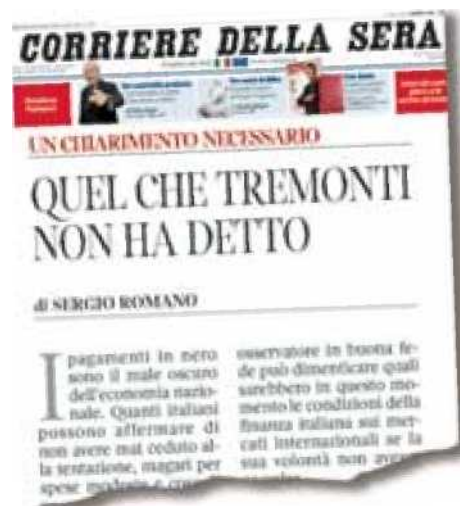 CORRIERE DELLA SERA
UN CHIARIMENTO NECESSARIO
QUEL CHE TREMONTI
NON HA DETTO
di SERGIO ROMANO
I pagamenti in nero
sono il male oscuro
dell'economia nazio-
nale. Quanti italiani
possono affermare di
non avere mai ceduto al-
la tentazione, magari per
spese modeste e
osservatore in buona fe-
de può dimenticare quali
sarebbero in questo mo-
mento le condizioni della
finanza italiana sui mer-
cati internazionali se la
sua volontà non